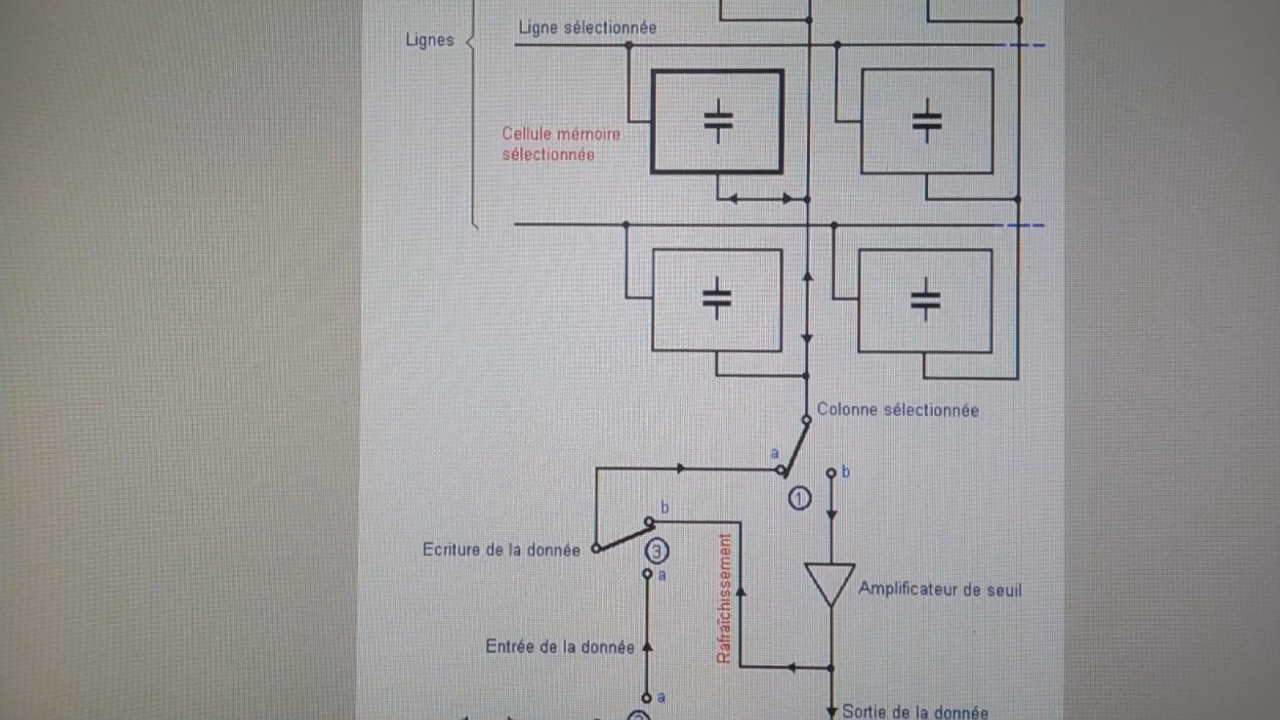 Ligne sélectionnée
Lignes
Cellule mémoire
sélectionnée
Colonne sélectionnée
a
b
1
b
Ecriture de la donnée
3
a
Rafraîchissement
Amplificateur de seuil
Entrée de la donnée
a
Sortie de la donnée